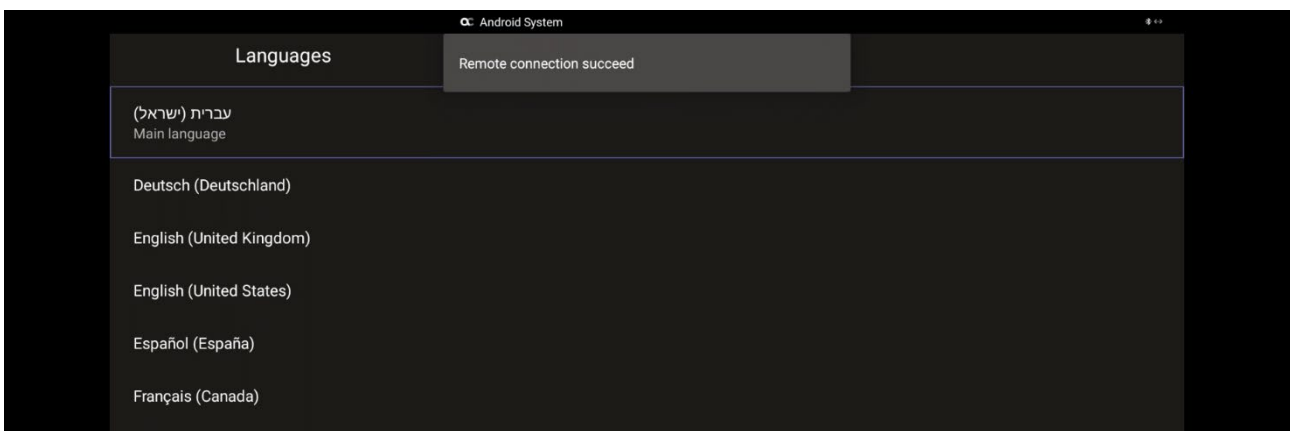 Android System
Languages
Remote connection succeed
עברית (ישראל)
Main language
Deutsch (Deutschland)
English (United Kingdom)
English (United States)
Español (España)
Français (Canada)